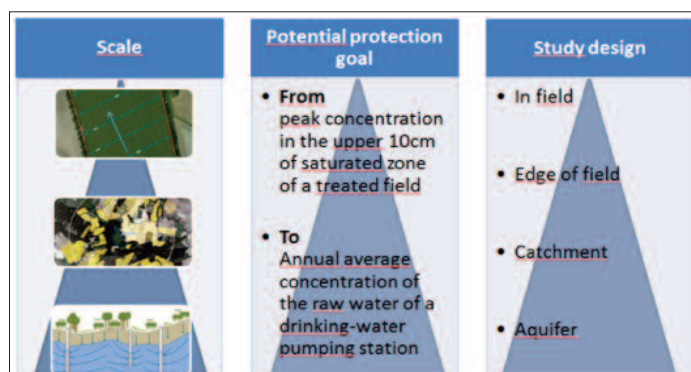 Scale
Potential protection
goal
• From
peak concentration
in the upper 10cm
of saturated zone
of a treated field
• To
Annual average
concentration of
the raw water of a
drinking-water
pumping station
Study design
• In field
• Edge of field
• Catchment
• Aquifer